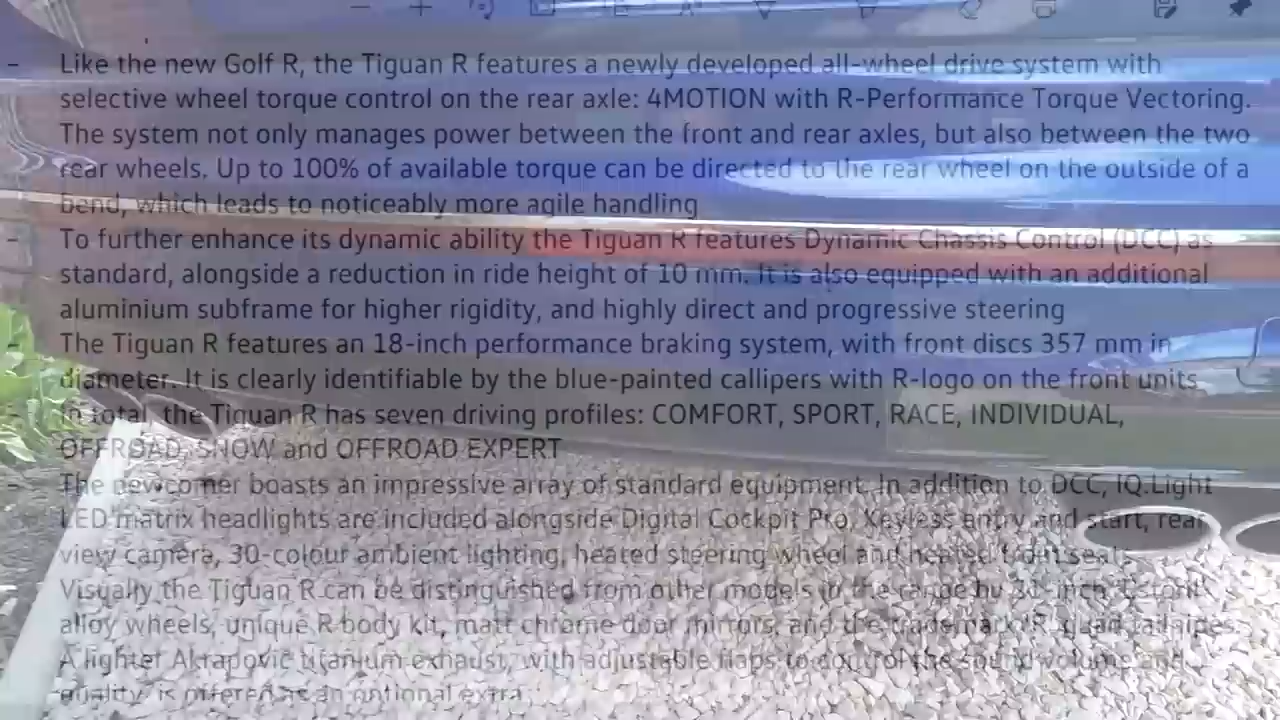 - Like the new Golf R, the Tiguan R features a newly developed all-wheel drive system with
selective wheel torque control on the rear axle: 4MOTION with R-Performance Torque Vectoring.
The system not only manages power between the front and rear axles, but also between the two
rear wheels. Up to 100% of available torque can be directed to the rear wheel on the outside of a
bend, which leads to noticeably more agile handling
- To further enhance its dynamic ability the Tiguan R features Dynamic Chassis Control (DCC) as
standard, alongside a reduction in ride height of 10 mm. It is also equipped with an additional
aluminium subframe for higher rigidity, and highly direct and progressive steering
- The Tiguan R features an 18-inch performance braking system, with front discs 357 mm in
diameter. It is clearly identifiable by the blue-painted callipers with R-logo on the front units
In total, the Tiguan R has seven driving profiles: COMFORT, SPORT, RACE, INDIVIDUAL,
OFFROAD, SNOW and OFFROAD EXPERT
- The newcomer boasts an impressive array of standard equipment. In addition to DCC, IQ.Light
LED matrix headlights are included alongside Digital Cockpit Pro, Keyless entry and start, rear
view camera, 30-colour ambient lighting, heated steering wheel and heated front seats
Visually the Tiguan R can be distinguished from other models in the range by Estoril
alloy wheels, unique R body kit, matt chrome door mirrors, and the trademark 'R' quad tailpipes.
A lighter Akrapovic titanium exhaust, with adjustable flaps to control the sound volume and
quality, is offered as an optional extra.